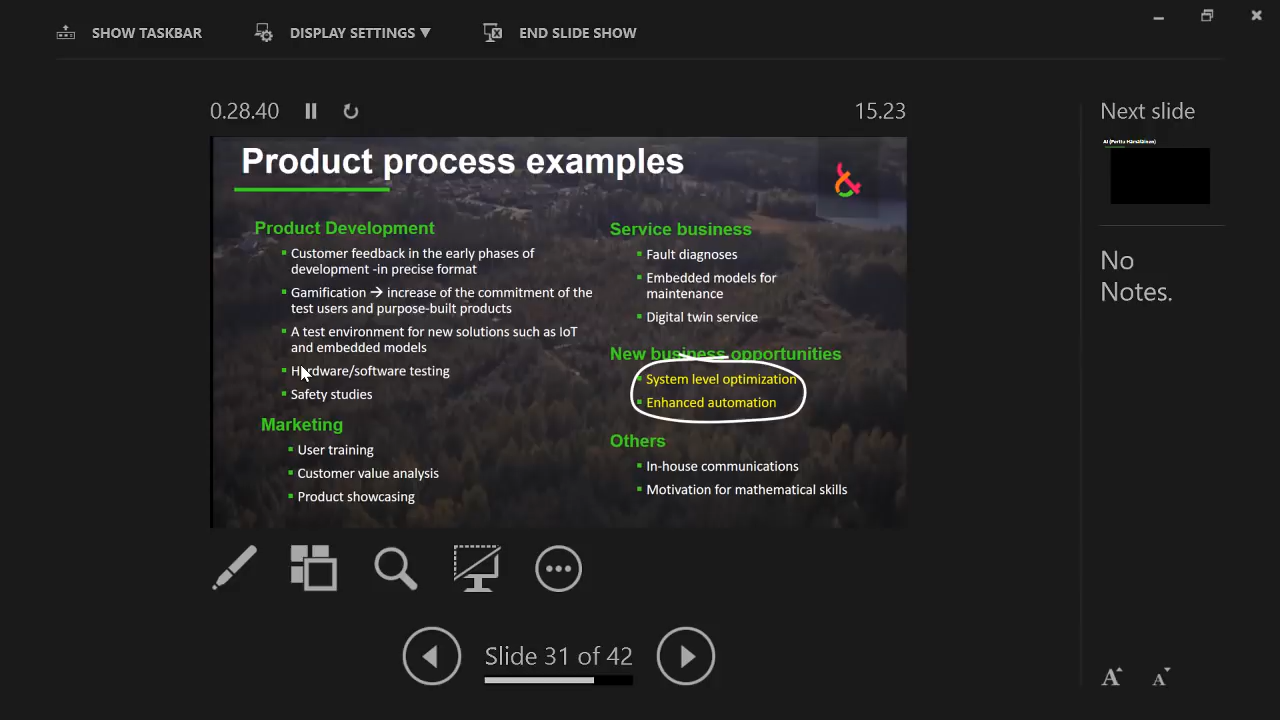 SHOW TASKBAR
DISPLAY SETTINGS ▼
END SLIDE SHOW
0.28.40
15.23
Product process examples
Product Development
▪ Customer feedback in the early phases of
development -in precise format
▪ Gamification → increase of the commitment of the
test users and purpose-built products
▪ A test environment for new solutions such as IoT
and embedded models
▪ Hardware/software testing
▪ Safety studies
Marketing
▪ User training
▪ Customer value analysis
▪ Product showcasing
Service business
▪ Fault diagnoses
▪ Embedded models for
maintenance
▪ Digital twin service
New business opportunities
▪ System level optimization
▪ Enhanced automation
Others
▪ In-house communications
▪ Motivation for mathematical skills
Slide 31 of 42
Next slide
AI (Perttu Hämäläinen)
No
Notes.
A
A